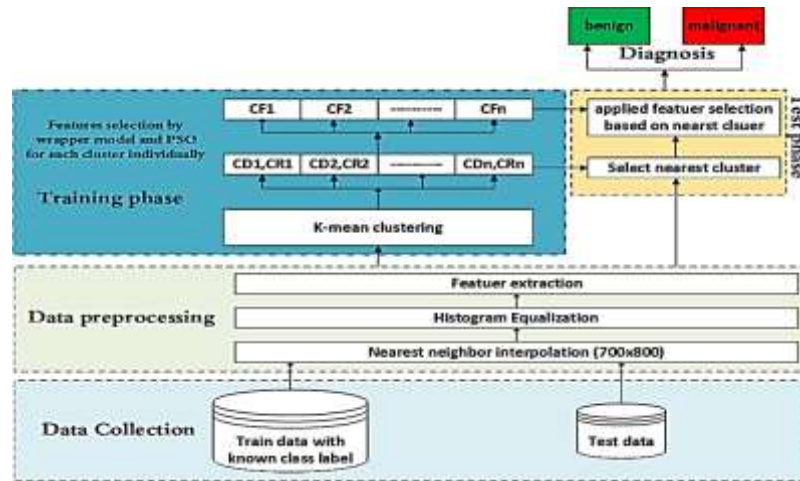 benign
malignant
Diagnosis
Features selection by
wrapper model and PSO
for each cluster individually
CF1
CF2
----------
CFn
CD1,CR1
CD2,CR2
----------
CDn,CRn
Training phase
K-mean clustering
applied featuer selection
based on nearst clsuer
Select nearest cluster
Test phase
Featuer extraction
Data preprocessing
Histogram Equalization
Nearest neighbor interpolation (700x800)
Data Collection
Train data with
known class label
Test data